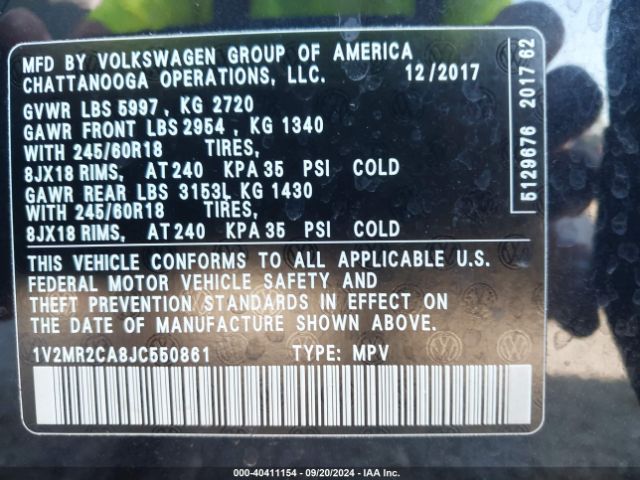 MFD BY VOLKSWAGEN GROUP OF AMERICA
CHATTANOOGA OPERATIONS, LLC. 12/2017
GVWR LBS 5997 , KG 2720
GAWR FRONT LBS 2954 , KG 1340
WITH 245/60R18 TIRES,
8JX18 RIMS, AT 240 KPA 35 PSI COLD
GAWR REAR LBS 3153L KG 1430
WITH 245/60R18 TIRES,
8JX18 RIMS, AT 240 KPA 35 PSI COLD
5129676 2017 62
THIS VEHICLE CONFORMS TO ALL APPLICABLE U.S.
FEDERAL MOTOR VEHICLE SAFETY AND
THEFT PREVENTION STANDARDS IN EFFECT ON
THE DATE OF MANUFACTURE SHOWN ABOVE.
1V2MR2CA8JC550861 TYPE: MPV
000-40411154 - 09/20/2024 - IAA Inc.